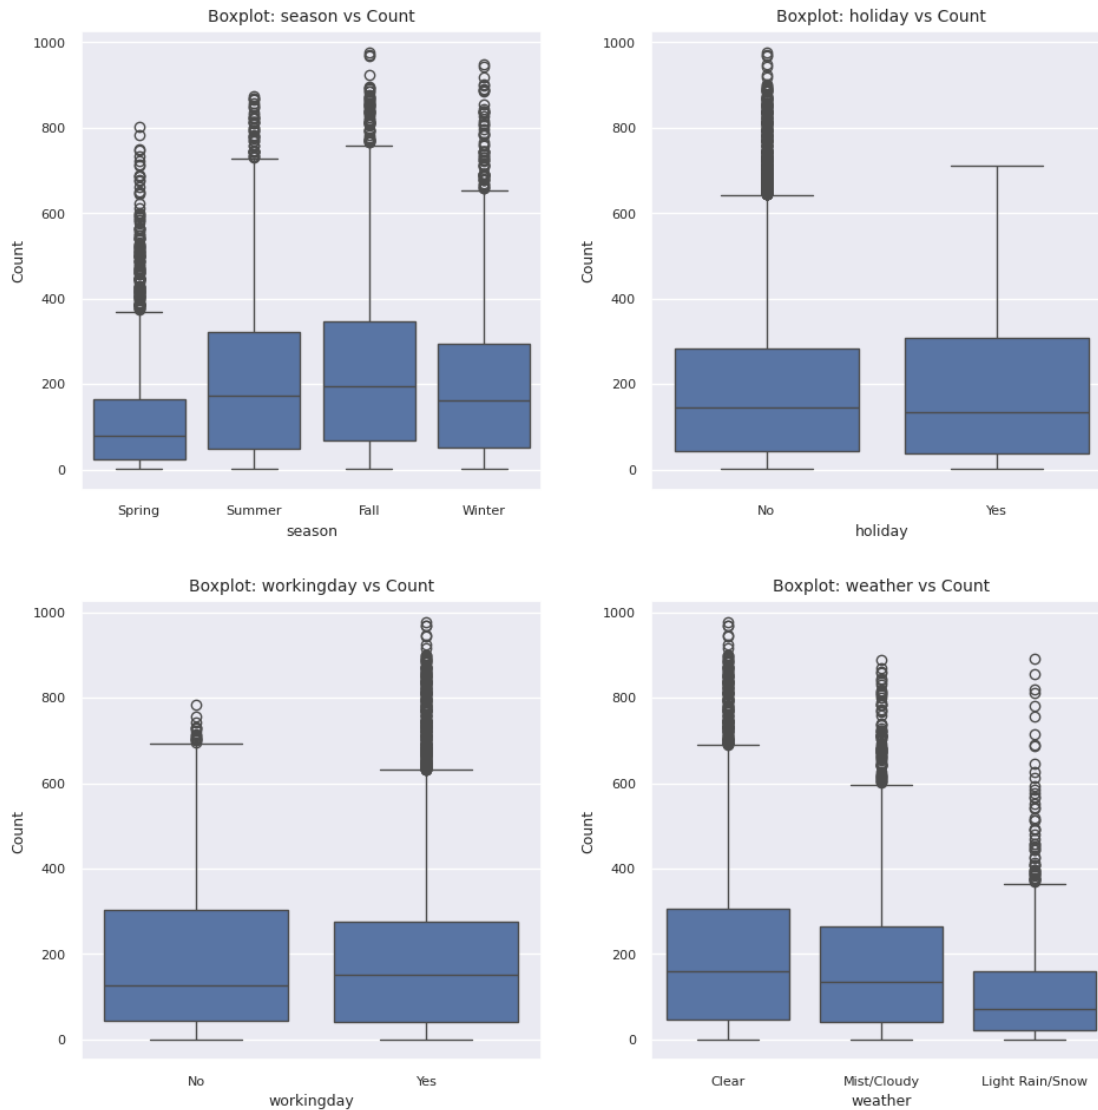 Boxplot: season vs Count
1000
800
600
400
200
0
Count
Spring Summer Fall Winter
season
Boxplot: holiday vs Count
1000
800
600
400
200
0
Count
No Yes
holiday
Boxplot: workingday vs Count
1000
800
600
400
200
0
Count
No Yes
workingday
Boxplot: weather vs Count
1000
800
600
400
200
0
Count
Clear Mist/Cloudy Light Rain/Snow
weather